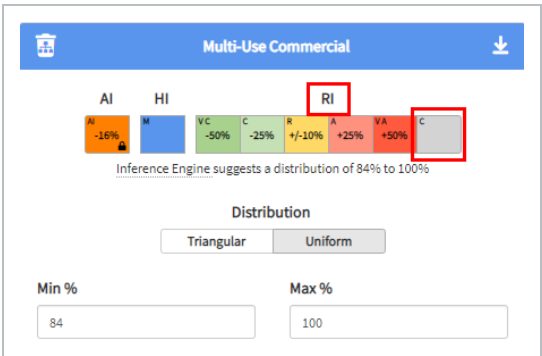 Multi-Use Commercial
AI HI RI
AI M VC C R A VA C
-16% -50% -25% +/-10% +25% +50%
Inference Engine suggests a distribution of 84% to 100%
Distribution
Triangular Uniform
Min % Max %
84 100